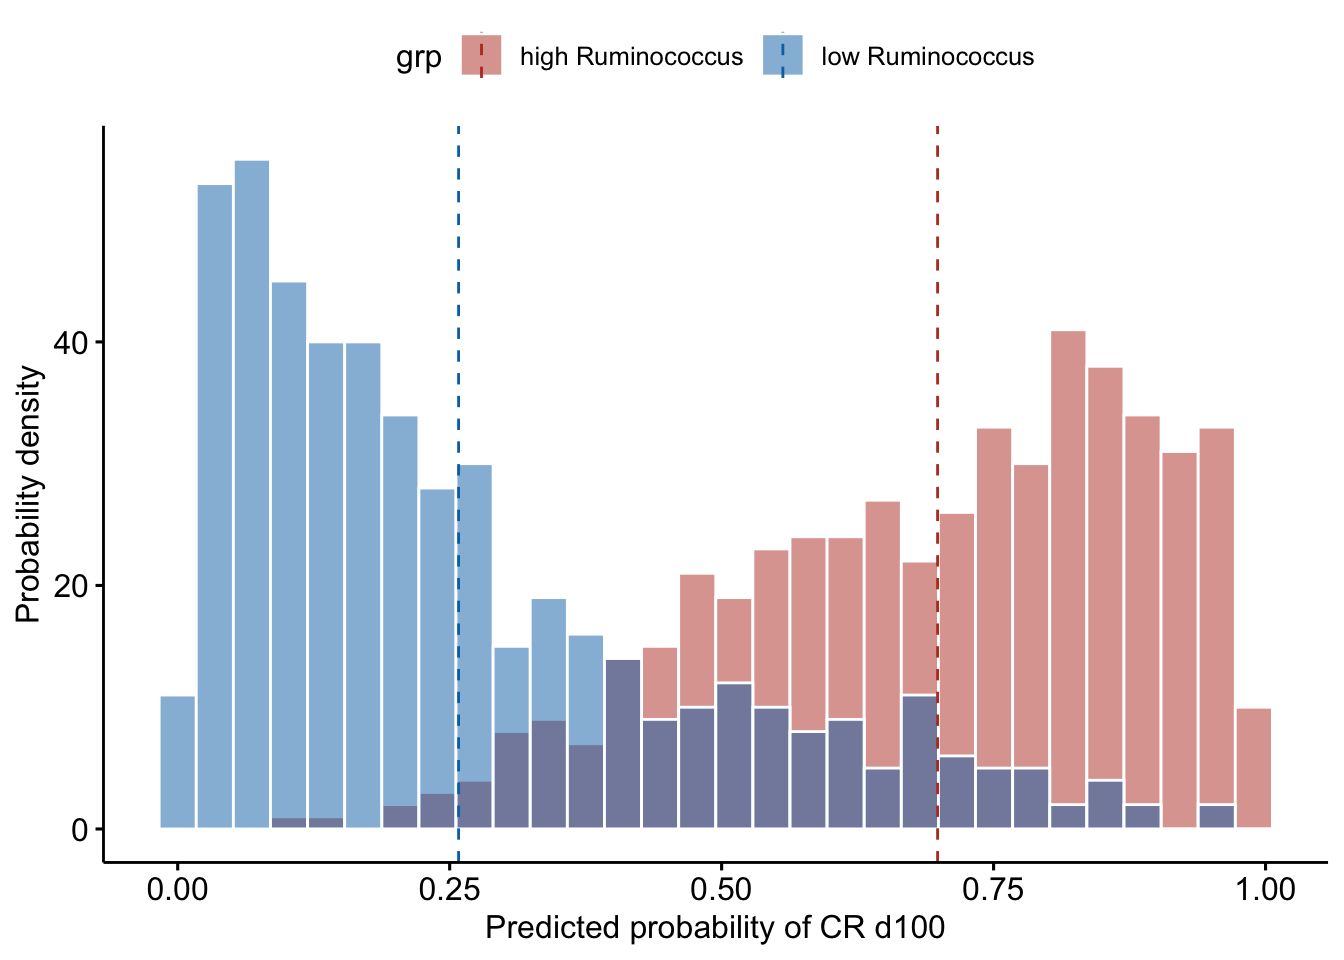 grp high Ruminococcus low Ruminococcus
Probability density
40
20
0
0.00 0.25 0.50 0.75 1.00
Predicted probability of CR d100